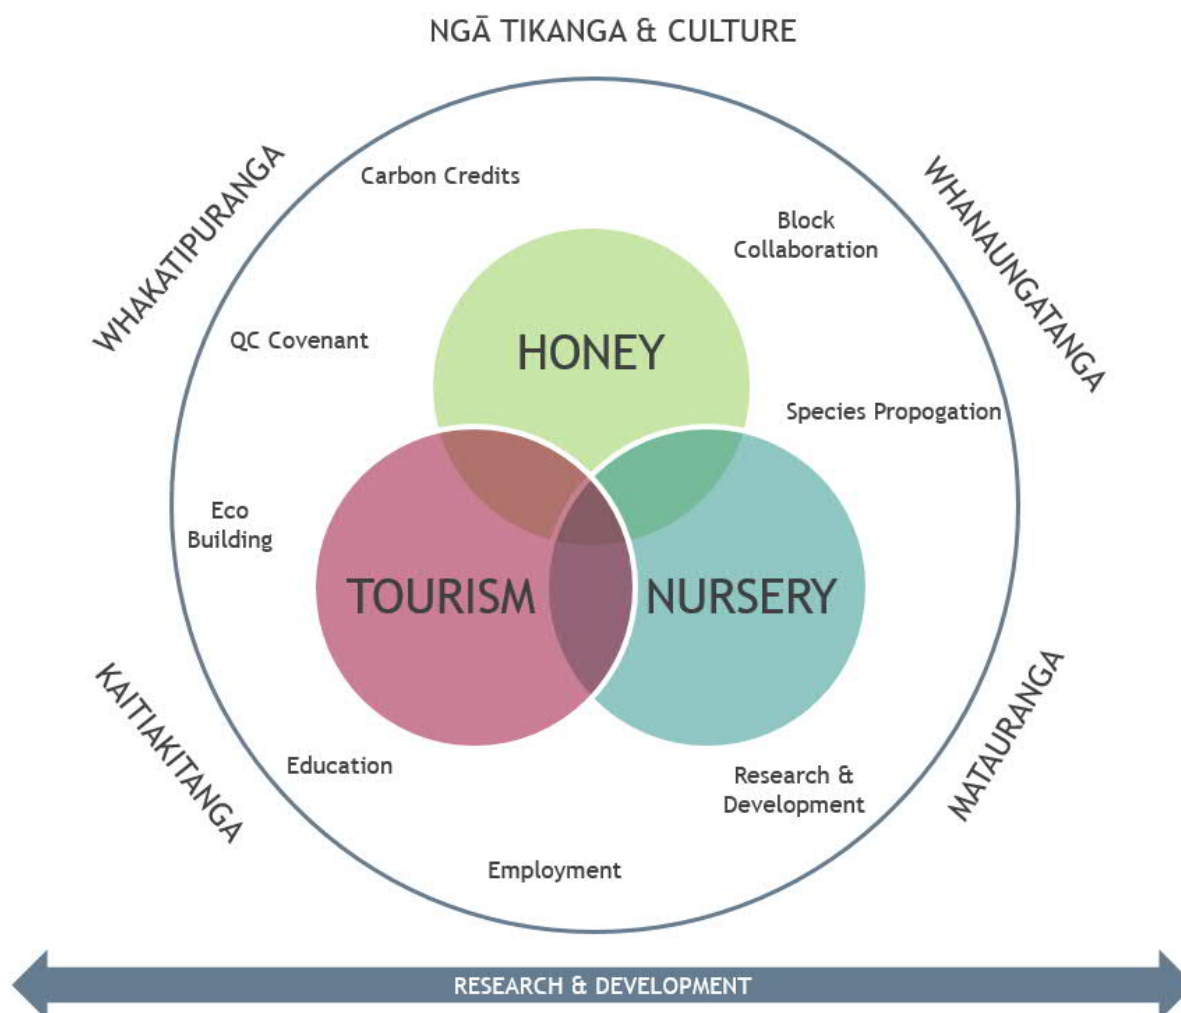 NGĀ TIKANGA & CULTURE
WHAKATIPURANGA
WHANAUNGATANGA
Carbon Credits
Block
Collaboration
QC Covenant
HONEY
Species Propogation
Eco
Building
TOURISM
NURSERY
KAITIAKITANGA
MATAURANGA
Education
Research &
Development
Employment
RESEARCH & DEVELOPMENT